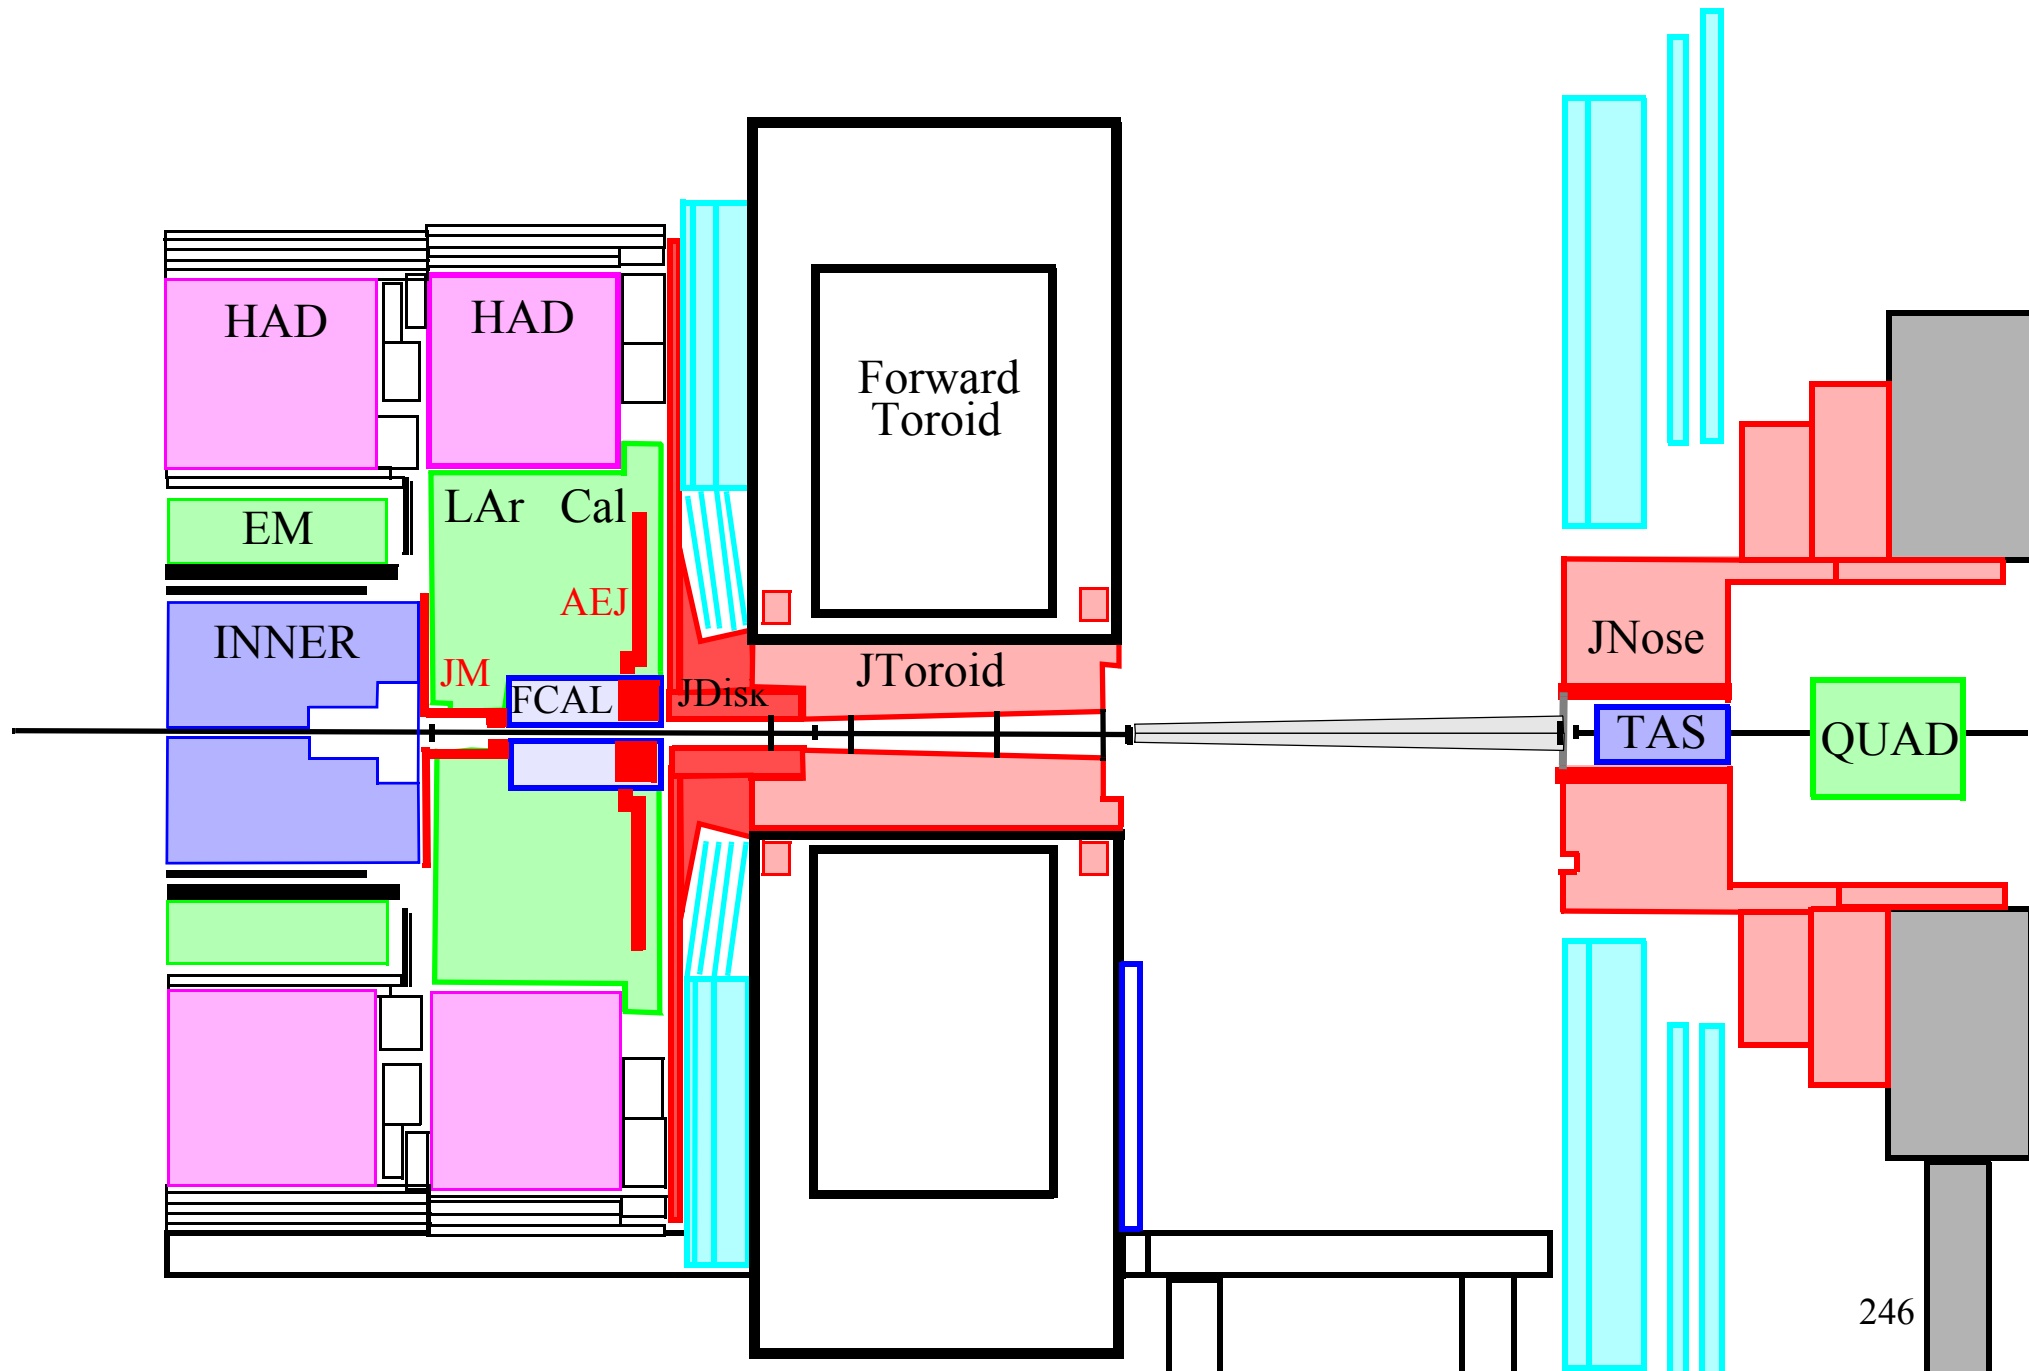 HAD
HAD
Forward
Toroid
LAr Cal
EM
AEJ
INNER
JM
FCAL
JDisk
JToroid
JNose
TAS
QUAD
246